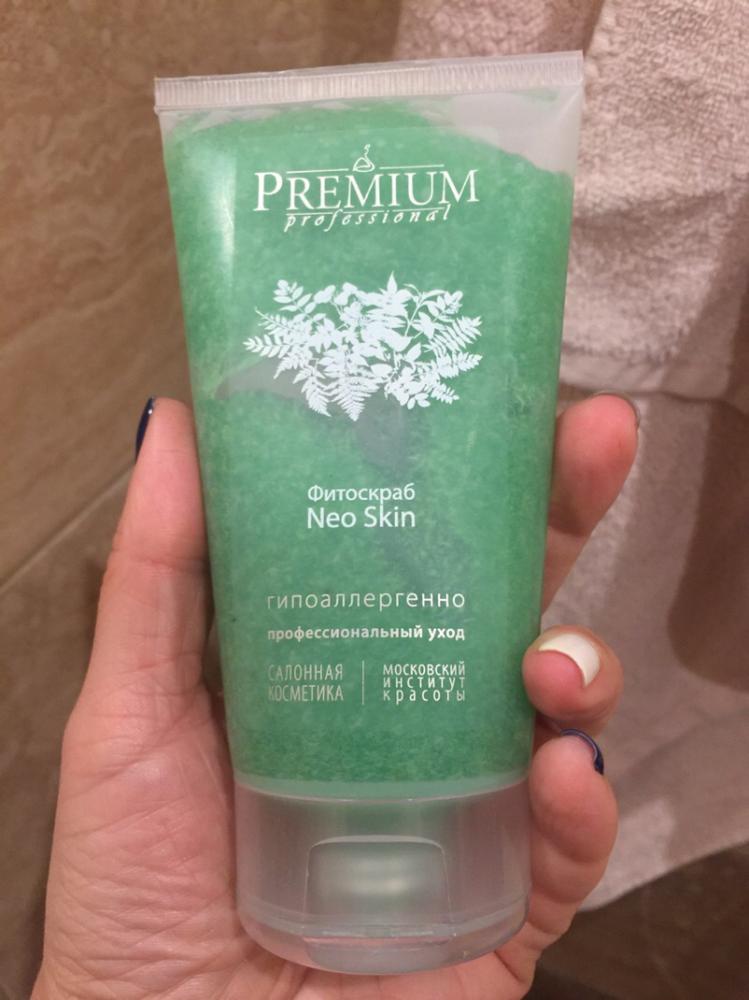 PREMIUM
professional
Фитоскраб
Neo Skin
гипоаллергенно
профессиональный уход
САЛОННАЯ
КОСМЕТИКА
МОСКОВСКИЙ
ИНСТИТУТ
красоты